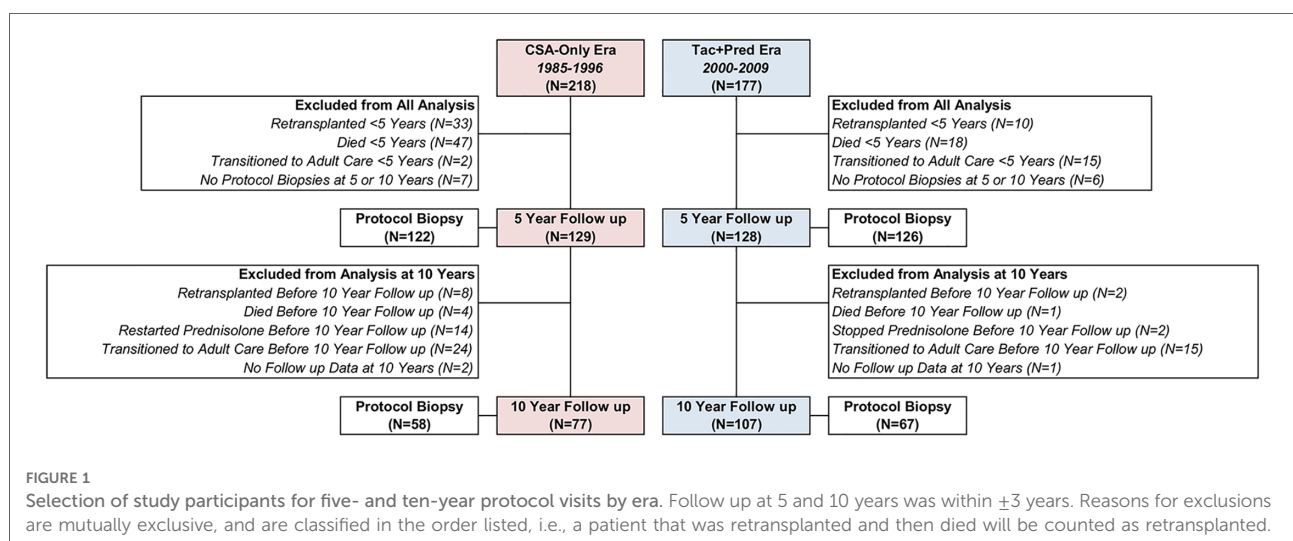 CSA-Only Era
1985-1996
(N=218)
Tac+Pred Era
2000-2009
(N=177)
Excluded from All Analysis
Retransplanted <5 Years (N=33)
Died <5 Years (N=47)
Transitioned to Adult Care <5 Years (N=2)
No Protocol Biopsies at 5 or 10 Years (N=7)
Excluded from All Analysis
Retransplanted <5 Years (N=10)
Died <5 Years (N=18)
Transitioned to Adult Care <5 Years (N=15)
No Protocol Biopsies at 5 or 10 Years (N=6)
Protocol Biopsy
(N=122)
5 Year Follow up
(N=129)
5 Year Follow up
(N=128)
Protocol Biopsy
(N=126)
Excluded from Analysis at 10 Years
Retransplanted Before 10 Year Follow up (N=8)
Died Before 10 Year Follow up (N=4)
Restarted Prednisolone Before 10 Year Follow up (N=14)
Transitioned to Adult Care Before 10 Year Follow up (N=24)
No Follow up Data at 10 Years (N=2)
Excluded from Analysis at 10 Years
Retransplanted Before 10 Year Follow up (N=2)
Died Before 10 Year Follow up (N=1)
Stopped Prednisolone Before 10 Year Follow up (N=2)
Transitioned to Adult Care Before 10 Year Follow up (N=15)
No Follow up Data at 10 Years (N=1)
Protocol Biopsy
(N=58)
10 Year Follow up
(N=77)
10 Year Follow up
(N=107)
Protocol Biopsy
(N=67)
FIGURE 1
Selection of study participants for five- and ten-year protocol visits by era. Follow up at 5 and 10 years was within ±3 years. Reasons for exclusions
are mutually exclusive, and are classified in the order listed, i.e., a patient that was retransplanted and then died will be counted as retransplanted.